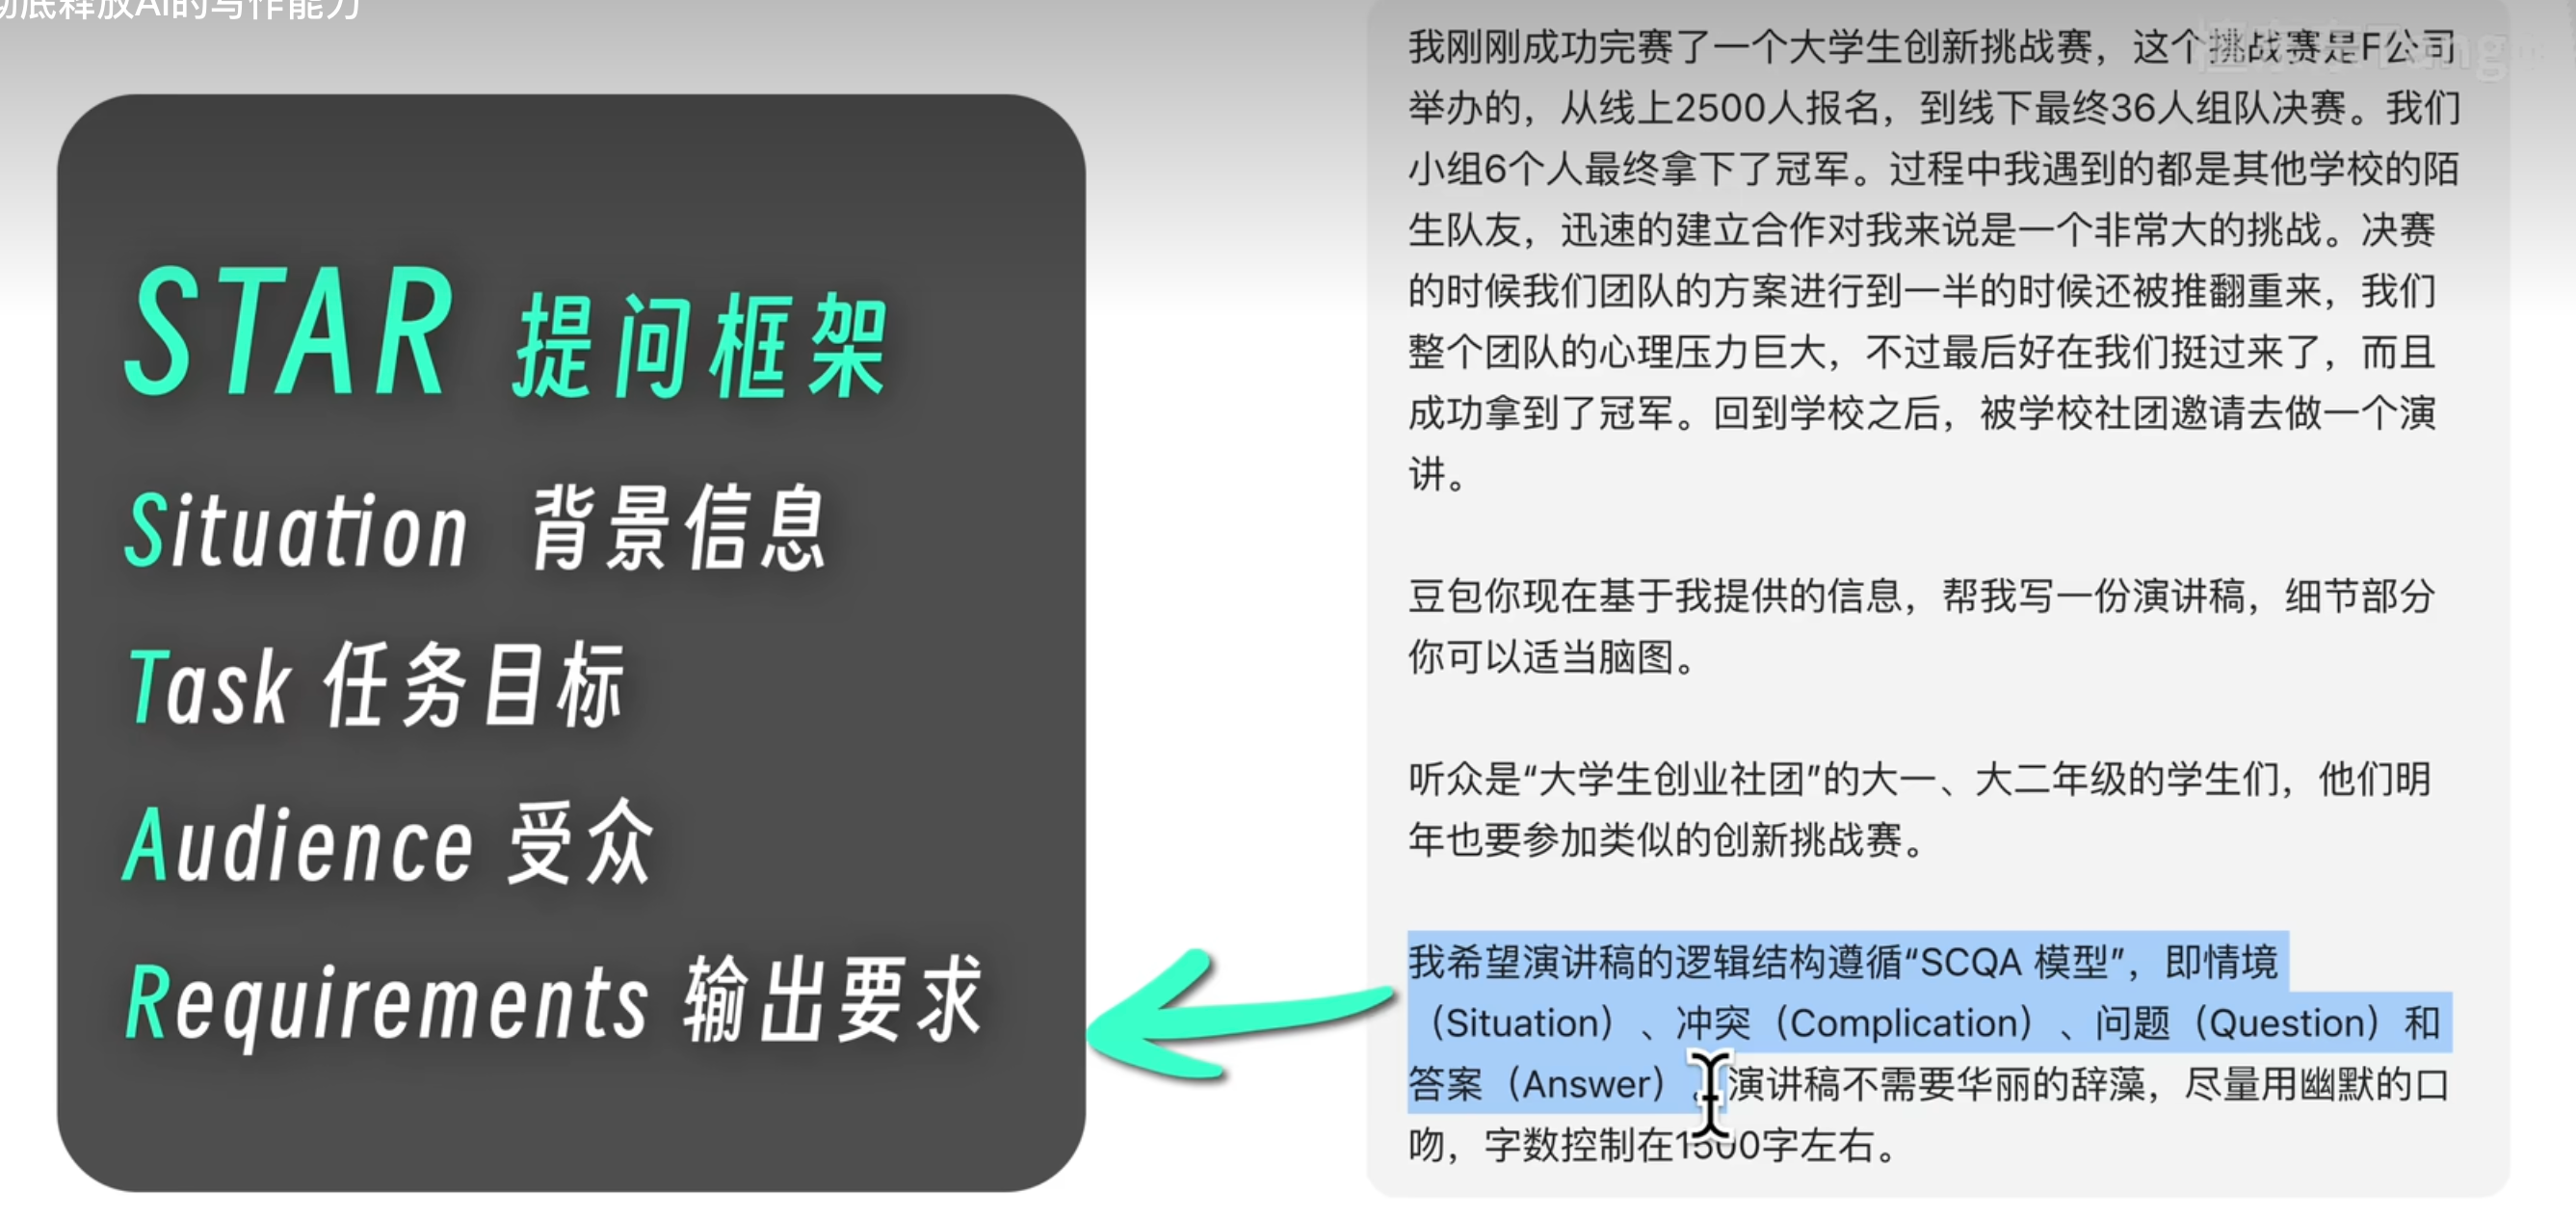 彻底释放AI的写作能力
STAR 提问框架
Situation 背景信息
Task 任务目标
Audience 受众
Requirements 输出要求
我刚刚成功完赛了一个大学生创新挑战赛，这个挑战赛是F公司
举办的，从线上2500人报名，到线下最终36人组队决赛。我们
小组6个人最终拿下了冠军。过程中我遇到的都是其他学校的陌
生队友，迅速的建立合作对我来说是一个非常大的挑战。决赛
的时候我们团队的方案进行到一半的时候还被推翻重来，我们
整个团队的心理压力巨大，不过最后好在我们挺过来了，而且
成功拿到了冠军。回到学校之后，被学校社团邀请去做一个演
讲。
豆包你现在基于我提供的信息，帮我写一份演讲稿，细节部分
你可以适当脑图。
听众是“大学生创业社团”的大一、大二年级的学生们，他们明
年也要参加类似的创新挑战赛。
我希望演讲稿的逻辑结构遵循“SCQA 模型”，即情境
（Situation）、冲突（Complication）、问题（Question）和
答案（Answer）。演讲稿不需要华丽的辞藻，尽量用幽默的口
吻，字数控制在1500字左右。